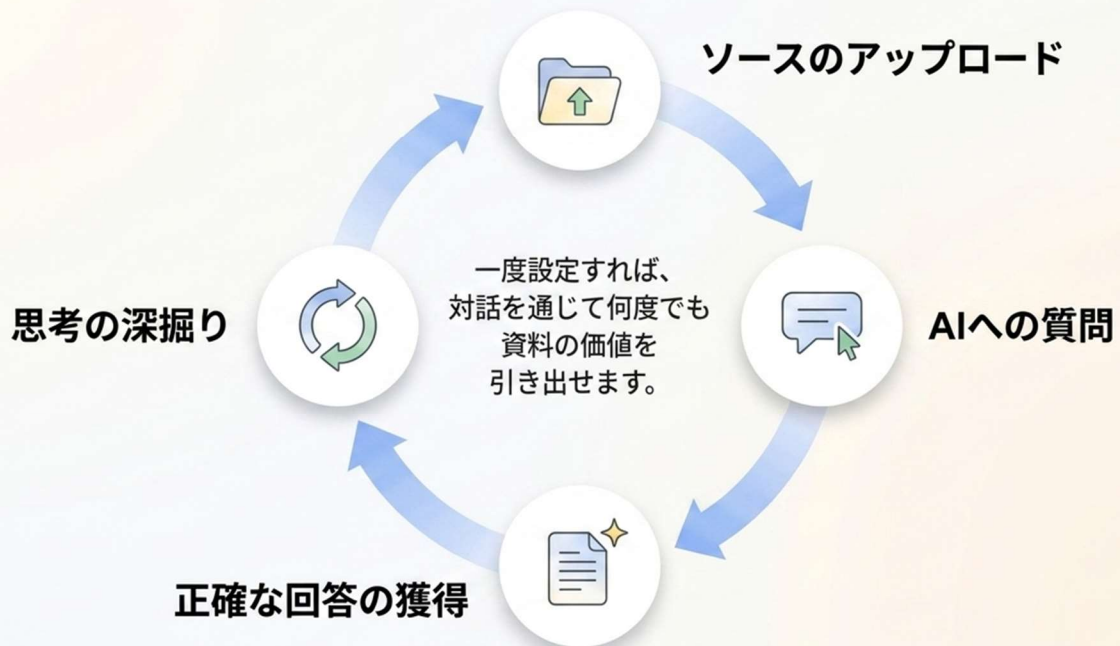 ソースのアップロード
AIへの質問
正確な回答の獲得
思考の深掘り
一度設定すれば、
対話を通じて何度でも
資料の価値を
引き出せます。